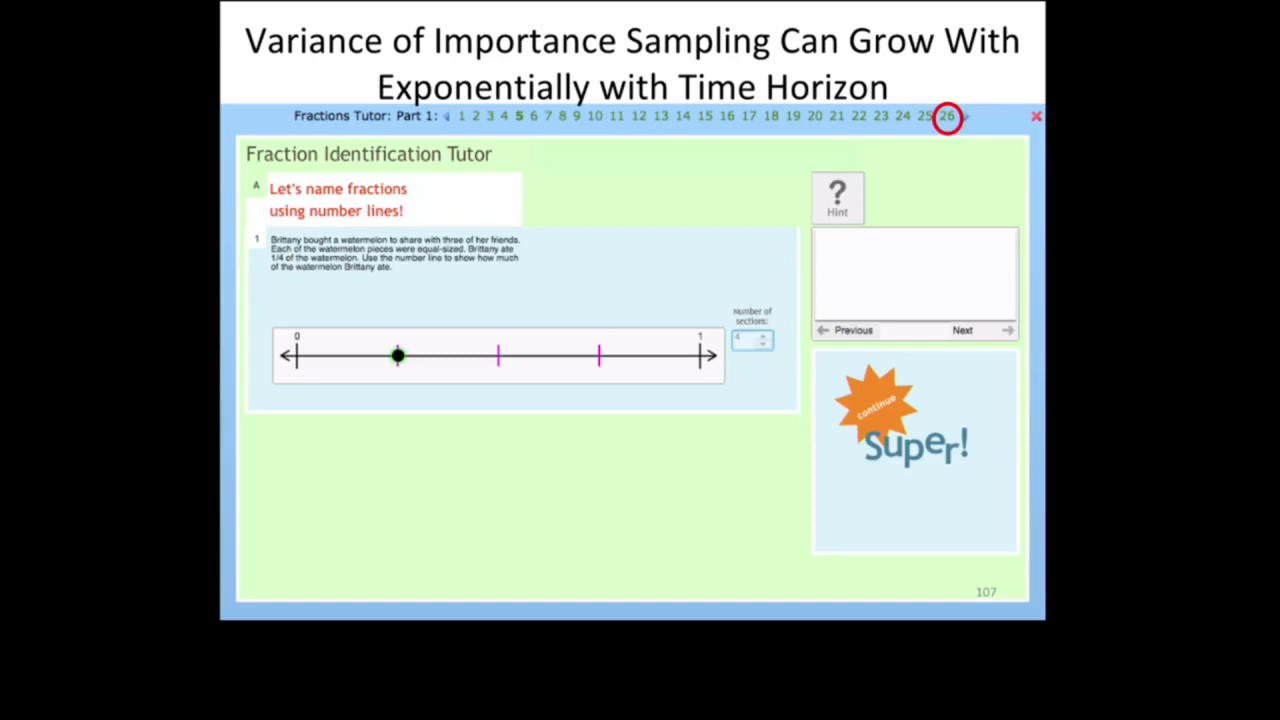 Variance of Importance Sampling Can Grow With
Exponentially with Time Horizon
Fractions Tutor: Part 1: 1 2 3 4 5 6 7 8 9 10 11 12 13 14 15 16 17 18 19 20 21 22 23 24 25 26
Fraction Identification Tutor
A
Let's name fractions
using number lines!
?
Hint
1
Brittany bought a watermelon to share with three of her friends.
Each of the watermelon pieces were equal-sized. Brittany ate
1/4 of the watermelon. Use the number line to show how much
of the watermelon Brittany ate.
Number of
sections:
4
0 1
Previous Next
continue
Super!
107